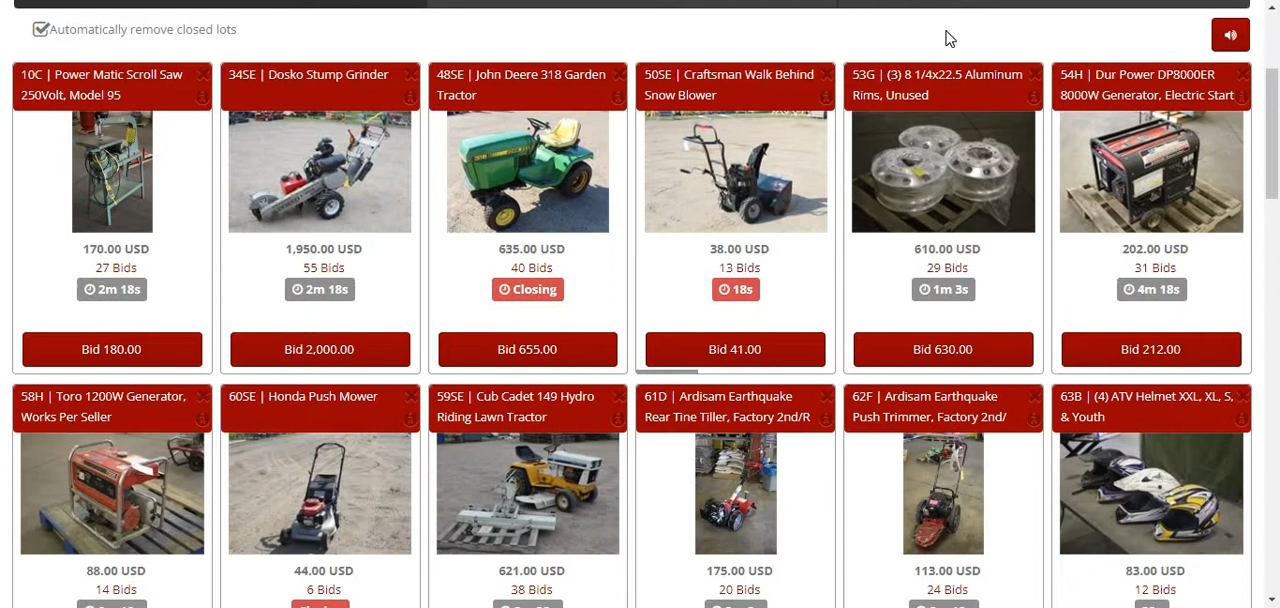 Automatically remove closed lots
10C | Power Matic Scroll Saw
250Volt, Model 95
170.00 USD
27 Bids
2m 18s
Bid 180.00
34SE | Dosko Stump Grinder
1,950.00 USD
55 Bids
2m 18s
Bid 2,000.00
48SE | John Deere 318 Garden
Tractor
635.00 USD
40 Bids
Closing
Bid 655.00
50SE | Craftsman Walk Behind
Snow Blower
38.00 USD
13 Bids
18s
Bid 41.00
53G | (3) 8 1/4x22.5 Aluminum
Rims, Unused
610.00 USD
29 Bids
1m 3s
Bid 630.00
54H | Dur Power DP8000ER
8000W Generator, Electric Start
202.00 USD
31 Bids
4m 18s
Bid 212.00
58H | Toro 1200W Generator,
Works Per Seller
88.00 USD
14 Bids
60SE | Honda Push Mower
44.00 USD
6 Bids
59SE | Cub Cadet 149 Hydro
Riding Lawn Tractor
621.00 USD
38 Bids
61D | Ardisam Earthquake
Rear Tine Tiller, Factory 2nd/R
175.00 USD
20 Bids
62F | Ardisam Earthquake
Push Trimmer, Factory 2nd/
113.00 USD
24 Bids
63B | (4) ATV Helmet XXL, XL, S,
& Youth
83.00 USD
12 Bids